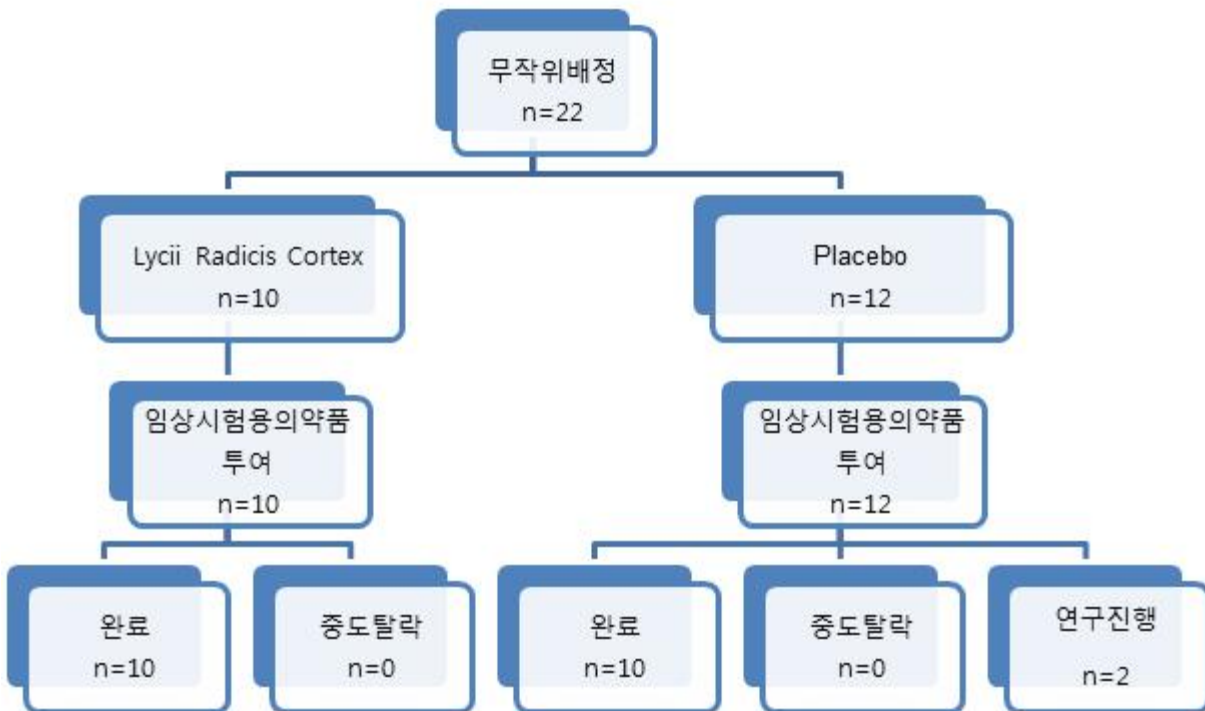 무작위배정
n=22
Lycii Radicis Cortex
n=10
Placebo
n=12
임상시험용의약품
투여
n=10
임상시험용의약품
투여
n=12
완료
n=10
중도탈락
n=0
완료
n=10
중도탈락
n=0
연구진행
n=2